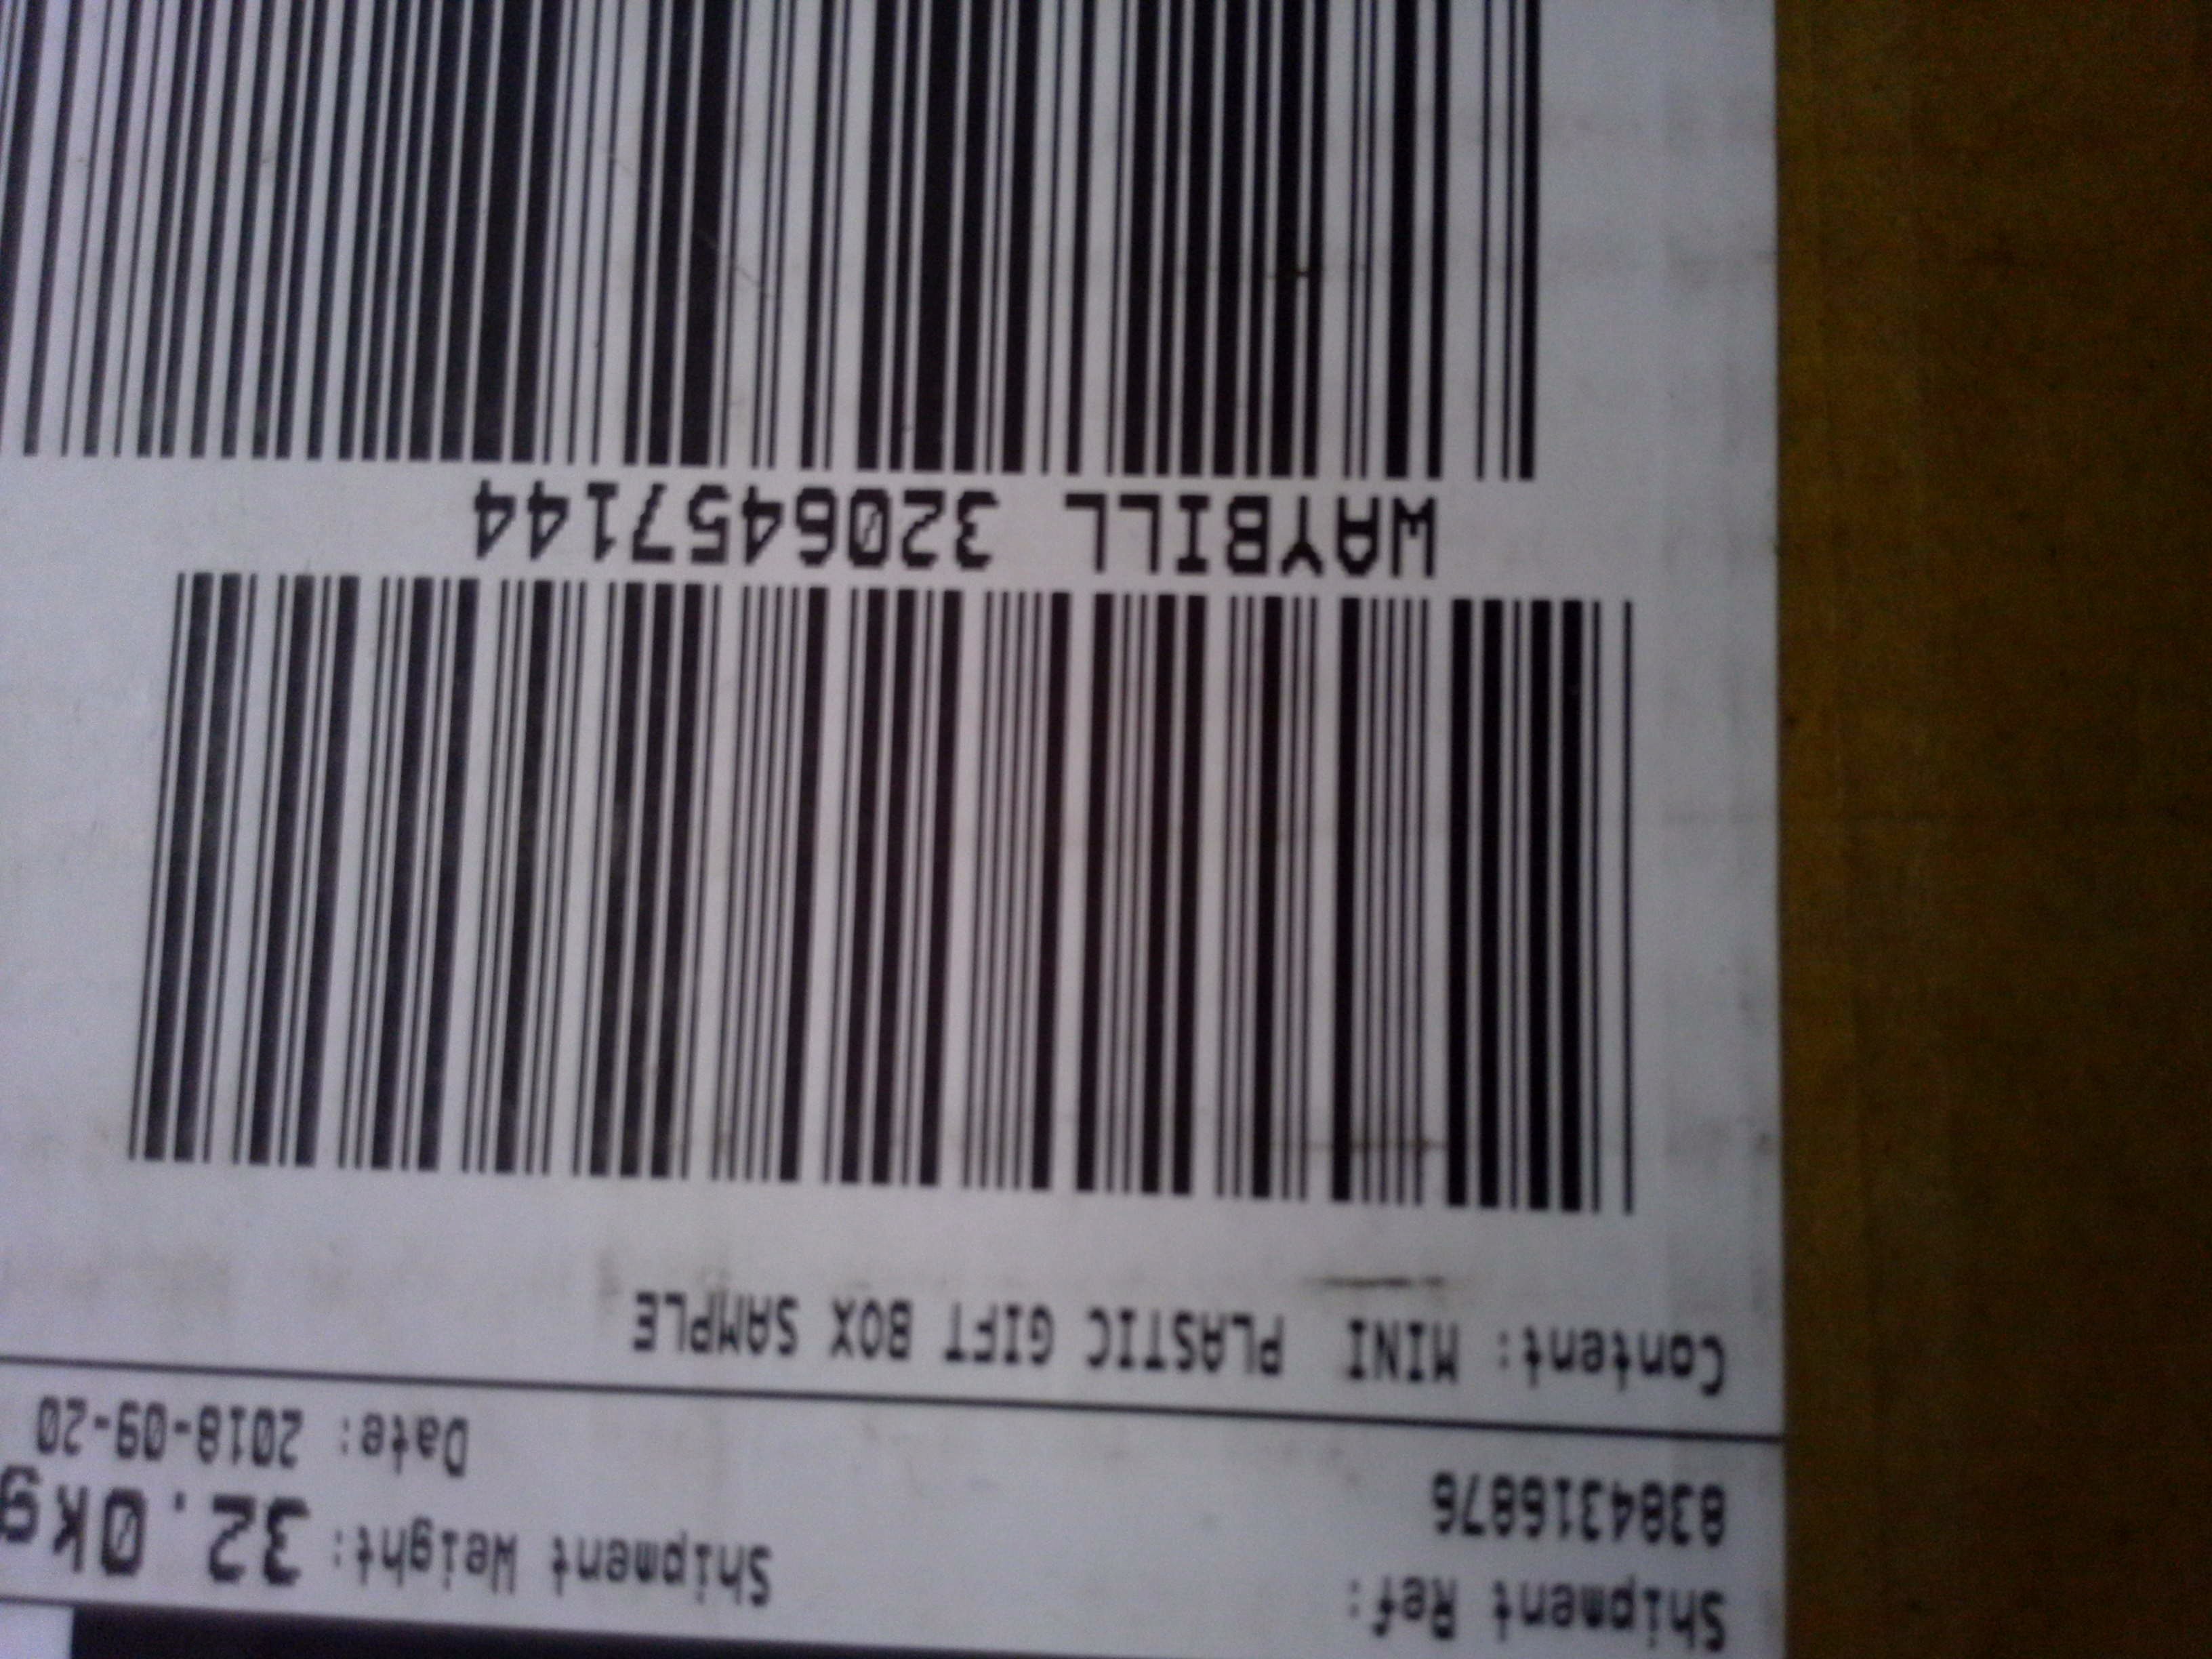 Shipment Ref:
8384316876
Shipment Weight: 32.0kg
Date: 2018-09-20
Content: MINI PLASTIC GIFT BOX SAMPLE
WAYBILL 3206457144